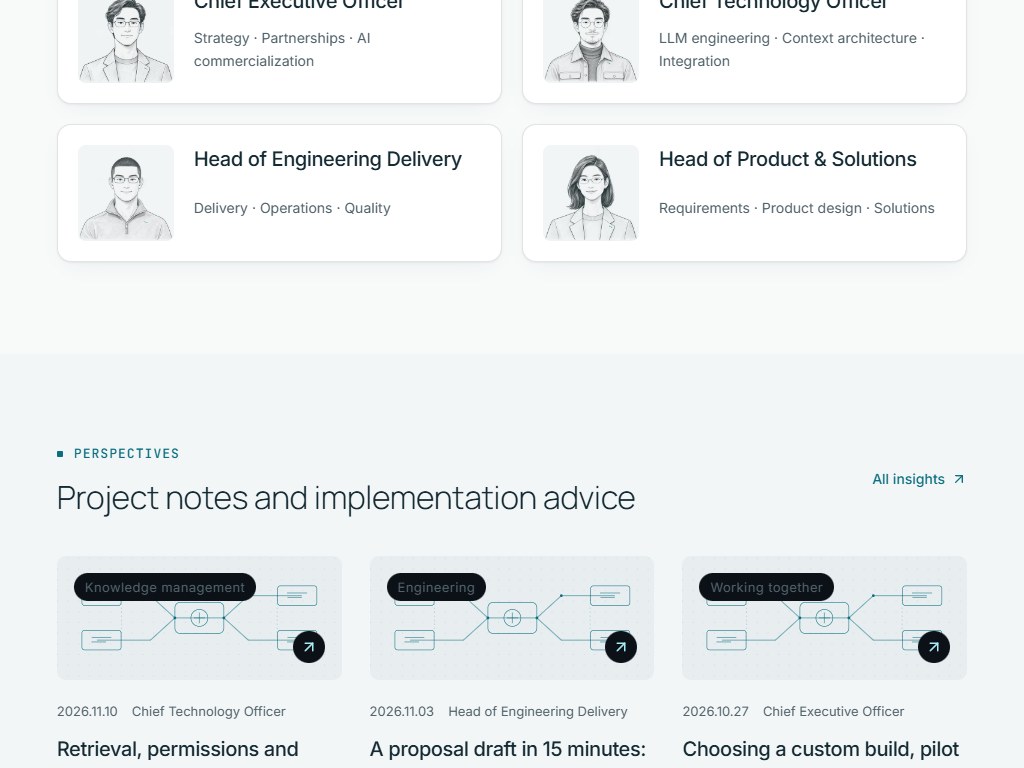 Chief Executive Officer
Strategy · Partnerships · AI
commercialization
Chief Technology Officer
LLM engineering · Context architecture ·
Integration
Head of Engineering Delivery
Delivery · Operations · Quality
Head of Product & Solutions
Requirements · Product design · Solutions
PERSPECTIVES
Project notes and implementation advice
All insights
Knowledge management
2026.11.10 Chief Technology Officer
Retrieval, permissions and
Engineering
2026.11.03 Head of Engineering Delivery
A proposal draft in 15 minutes:
Working together
2026.10.27 Chief Executive Officer
Choosing a custom build, pilot